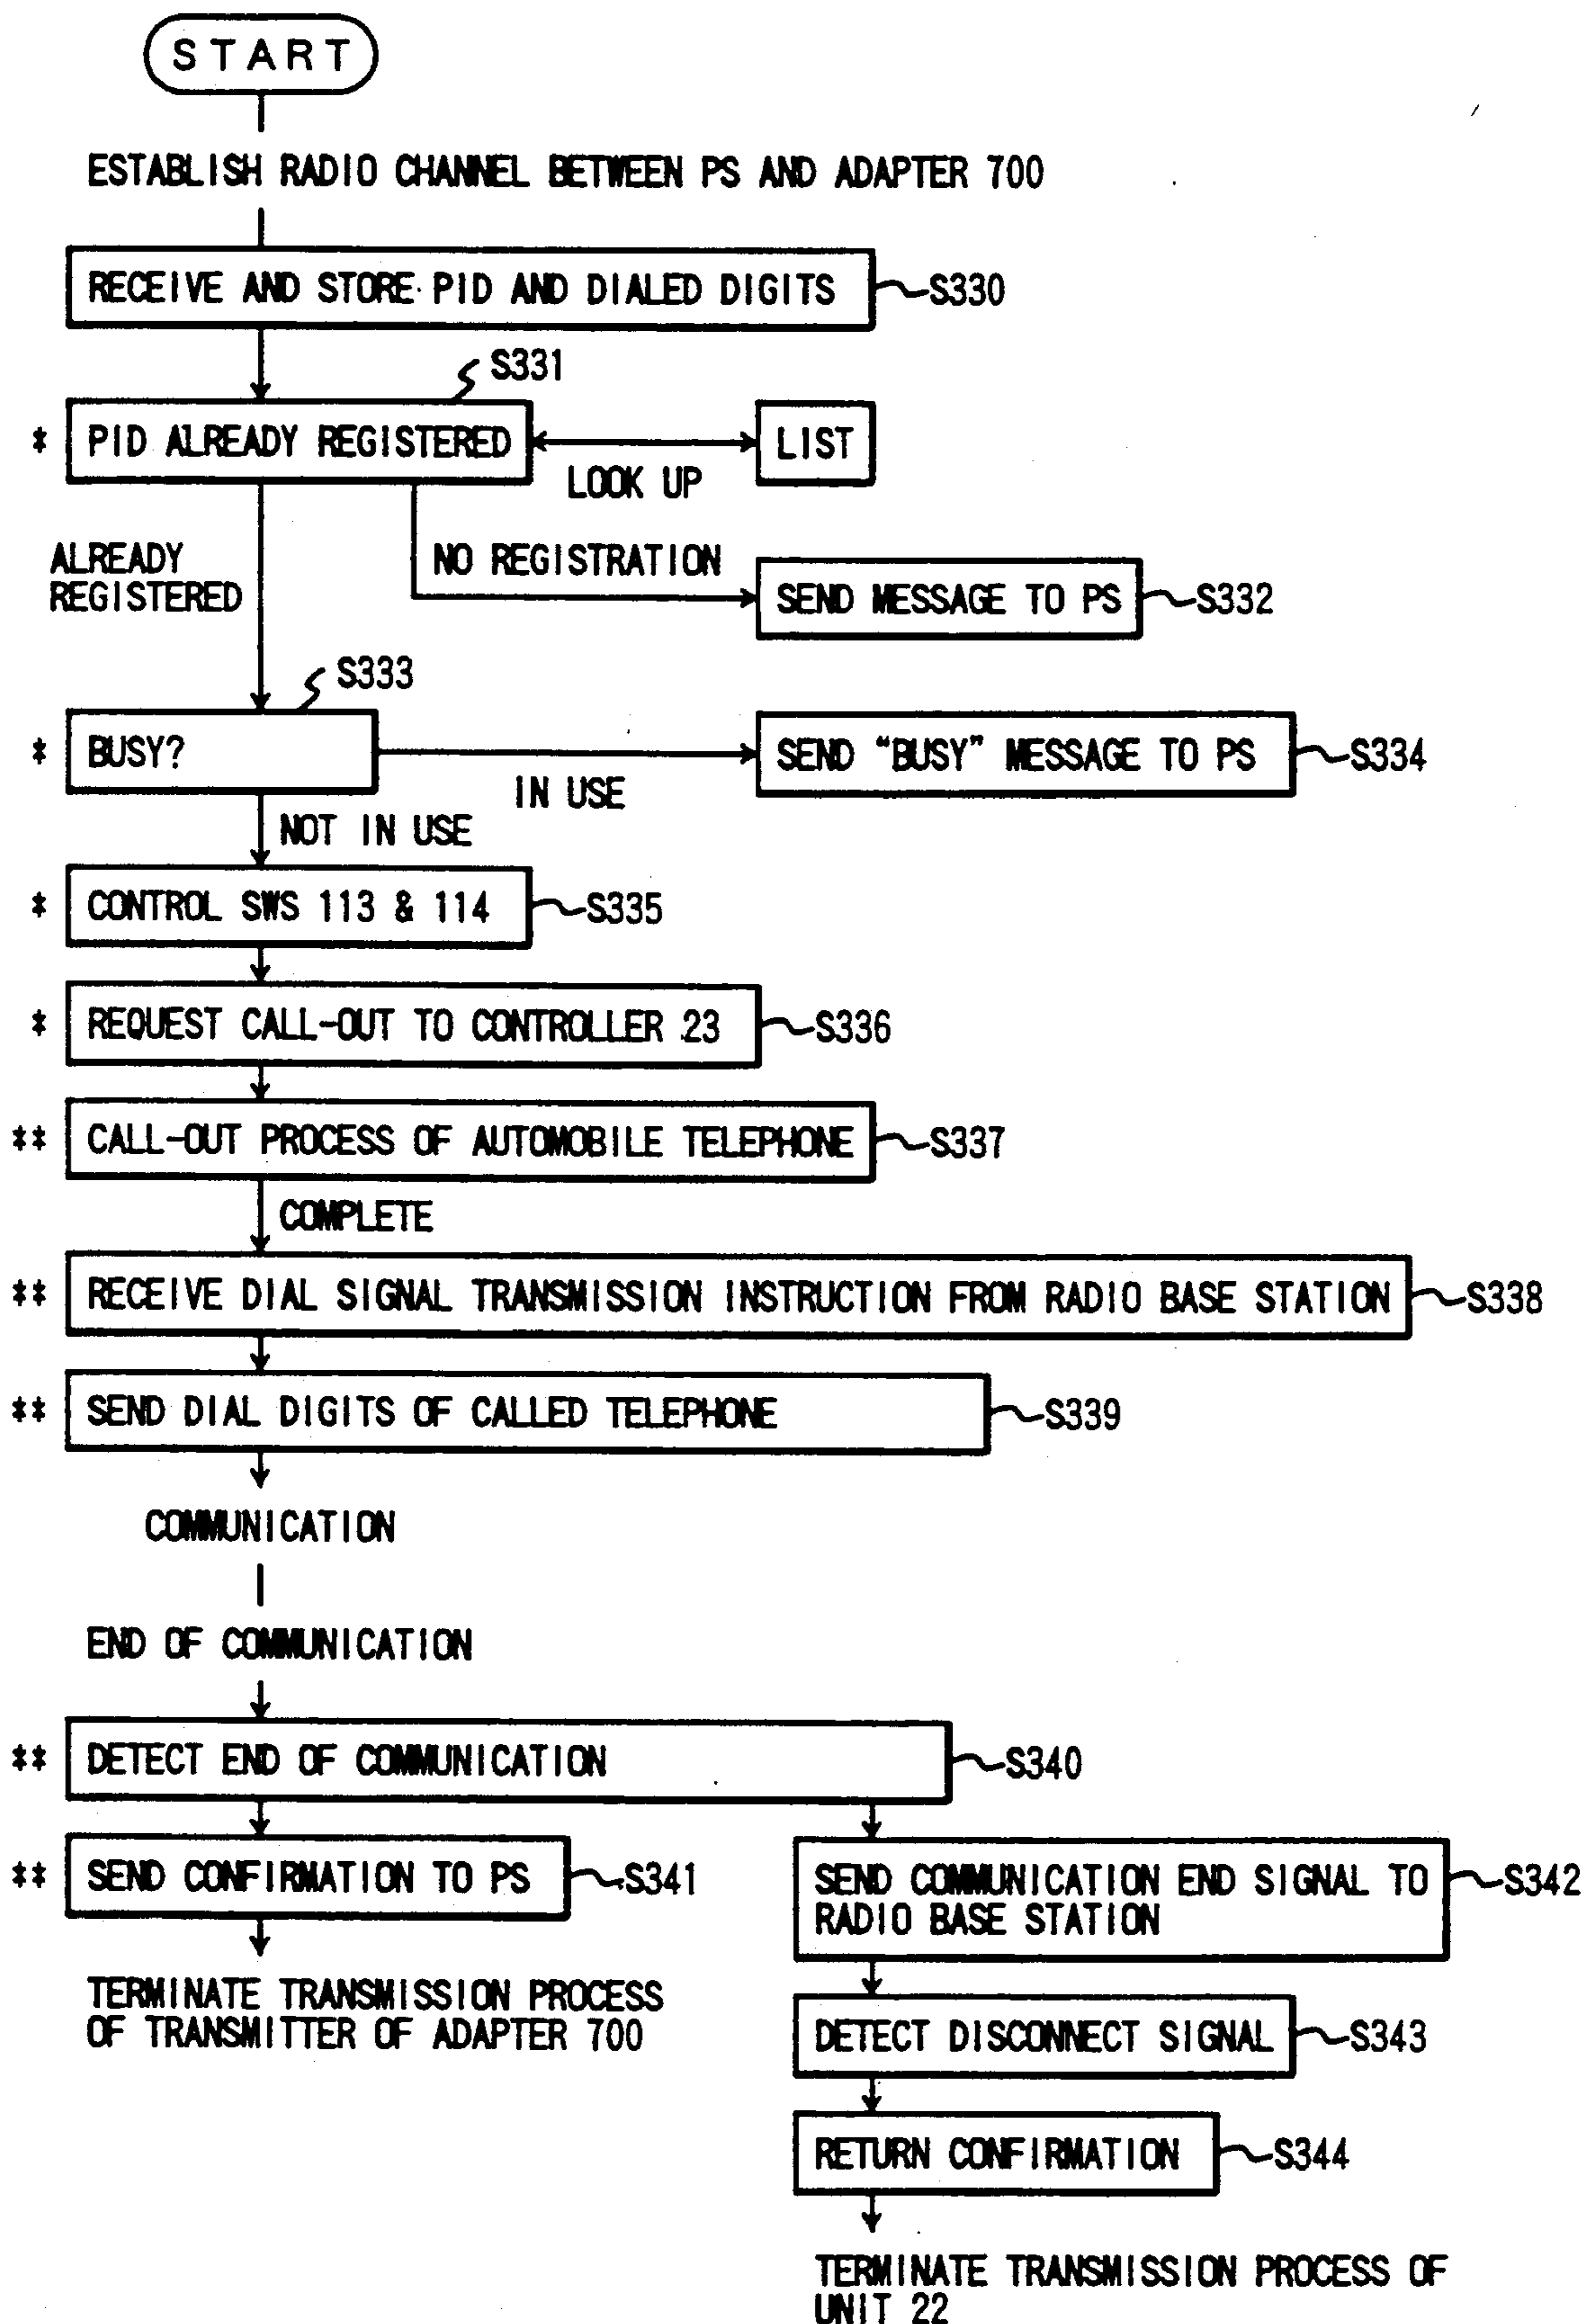 START
ESTABLISH RADIO CHANNEL BETWEEN PS AND ADAPTER 700
RECEIVE AND STORE PID AND DIALED DIGITS
S330
S331
* PID ALREADY REGISTERED
LIST
LOOK UP
ALREADY
REGISTERED
NO REGISTRATION
SEND MESSAGE TO PS
S332
S333
* BUSY?
IN USE
SEND “BUSY” MESSAGE TO PS
S334
NOT IN USE
* CONTROL SWS 113 & 114
S335
* REQUEST CALL-OUT TO CONTROLLER 23
S336
** CALL-OUT PROCESS OF AUTOMOBILE TELEPHONE
S337
COMPLETE
** RECEIVE DIAL SIGNAL TRANSMISSION INSTRUCTION FROM RADIO BASE STATION
S338
** SEND DIAL DIGITS OF CALLED TELEPHONE
S339
COMMUNICATION
END OF COMMUNICATION
** DETECT END OF COMMUNICATION
S340
** SEND CONFIRMATION TO PS
S341
TERMINATE TRANSMISSION PROCESS
OF TRANSMITTER OF ADAPTER 700
SEND COMMUNICATION END SIGNAL TO
RADIO BASE STATION
S342
DETECT DISCONNECT SIGNAL
S343
RETURN CONFIRMATION
S344
TERMINATE TRANSMISSION PROCESS OF
UNIT 22